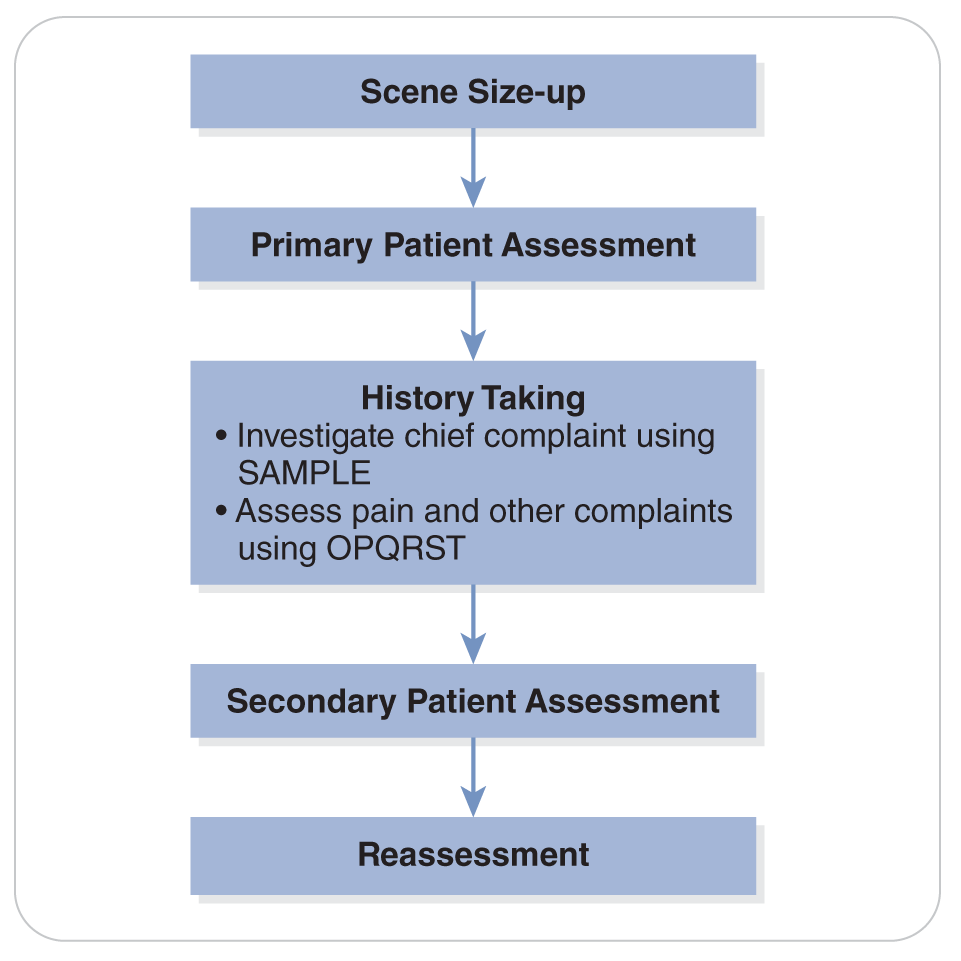 Scene Size-up
Primary Patient Assessment
History Taking
• Investigate chief complaint using
SAMPLE
• Assess pain and other complaints
using OPQRST
Secondary Patient Assessment
Reassessment